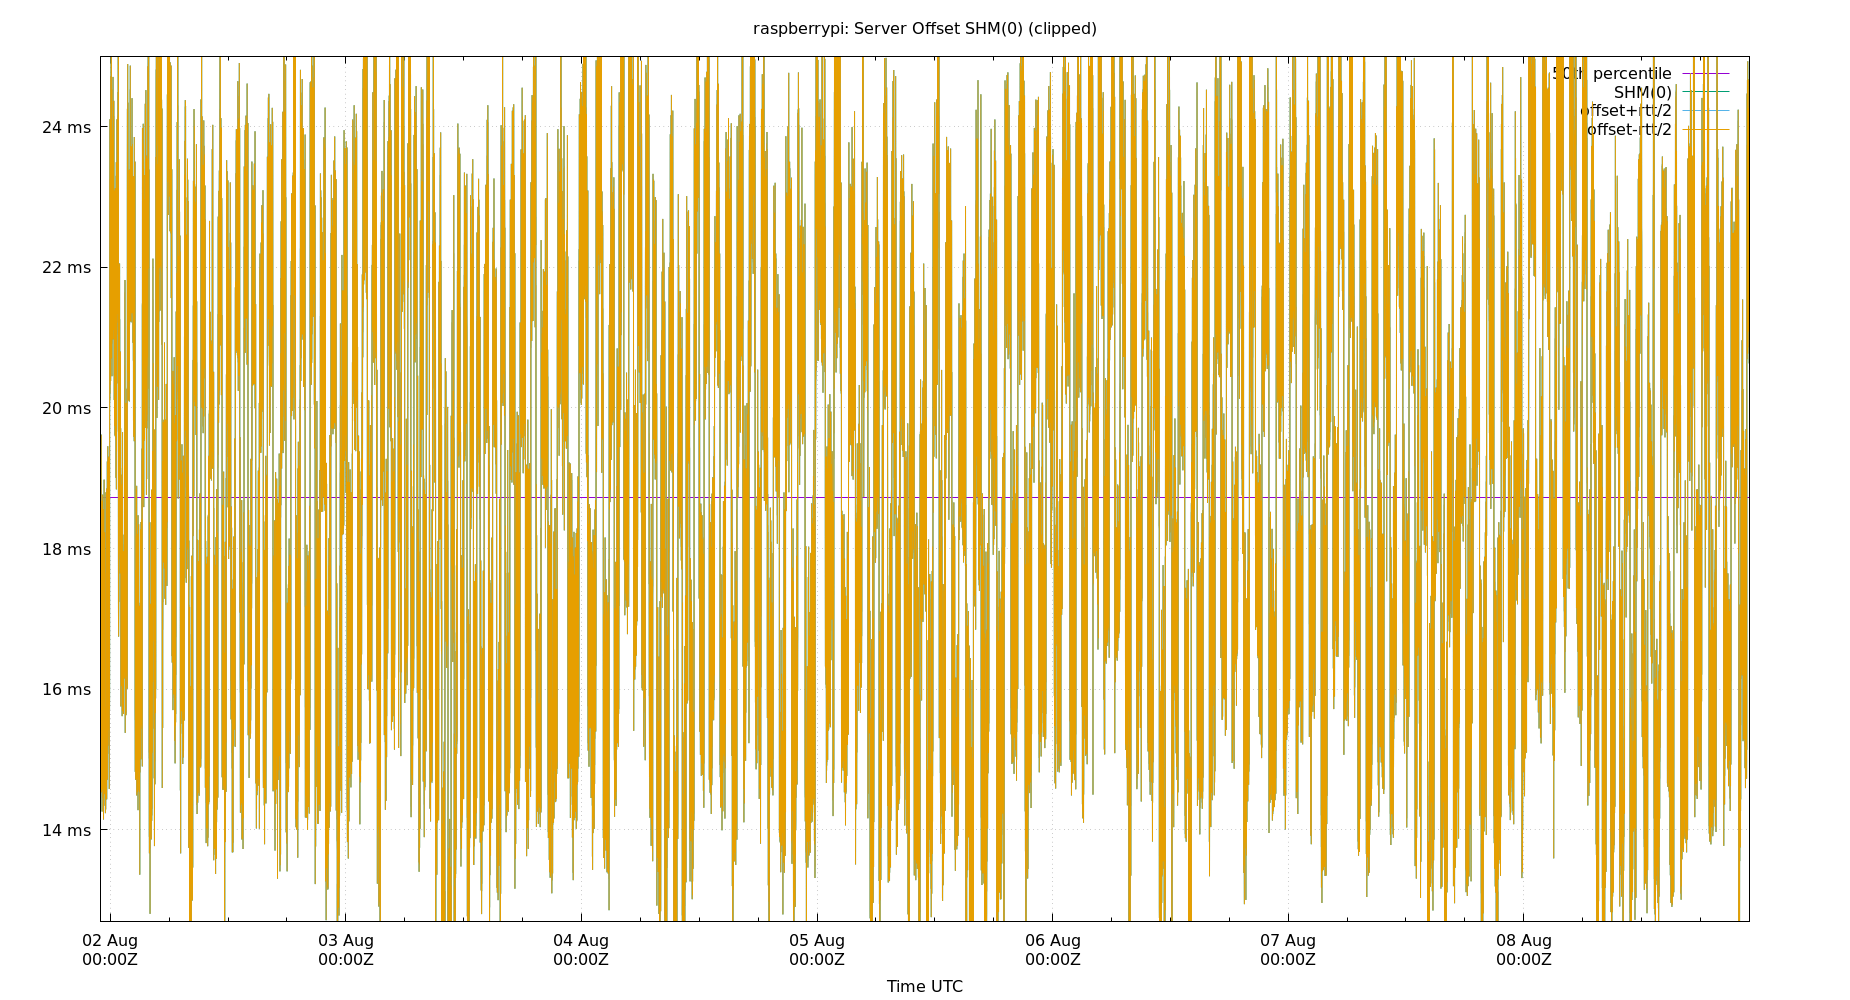 raspberrypi: Server Offset SHM(0) (clipped)
50th percentile
SHM(0)
offset+rtt/2
offset-rtt/2
24 ms
22 ms
20 ms
18 ms
16 ms
14 ms
02 Aug
00:00Z
03 Aug
00:00Z
04 Aug
00:00Z
05 Aug
00:00Z
06 Aug
00:00Z
07 Aug
00:00Z
08 Aug
00:00Z
Time UTC